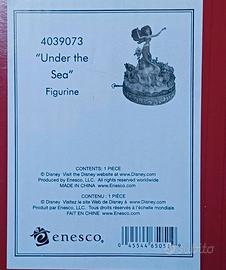 4039073
"Under the
Sea"
Figurine
CONTENTS: 1 PIECE
© Disney Visit the Disney website at www.Disney.com
Produced by Enesco, LLC. All rights reserved worldwide
MADE IN CHINA www.Enesco.com
CONTENU: 1 PIÈCE
© Disney Visitez le site Web de Disney à www.Disney.com
Produit par Enesco, LLC. Tous droits réservés à l'échelle mondiale
FAIT EN CHINE www.Enesco.com
enesco.
subito